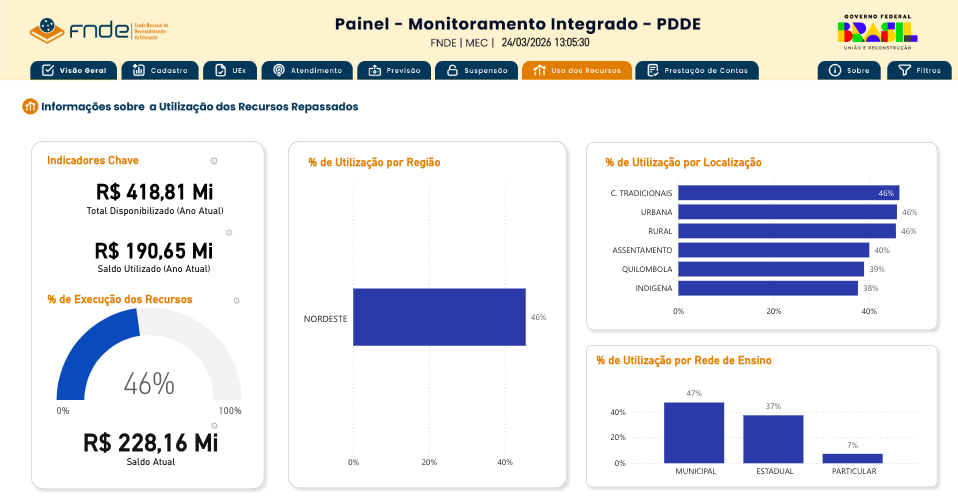 fnde
Fundo Nacional de
Desenvolvimento
da Educação
Painel - Monitoramento Integrado - PDDE
FNDE | MEC | 24/03/2026 13:05:30
GOVERNO FEDERAL
BRASIL
UNIÃO E RECONSTRUÇÃO
Visão Geral
Cadastro
UEx
Atendimento
Previsão
Suspensão
Uso dos Recursos
Prestação de Contas
Sobre
Filtros
Informações sobre a Utilização dos Recursos Repassados
Indicadores Chave
R$ 418,81 Mi
Total Disponibilizado (Ano Atual)
R$ 190,65 Mi
Saldo Utilizado (Ano Atual)
% de Execução dos Recursos
46%
0%
100%
R$ 228,16 Mi
Saldo Atual
% de Utilização por Região
NORDESTE
46%
0%
20%
40%
% de Utilização por Localização
C. TRADICIONAIS
46%
URBANA
46%
RURAL
46%
ASSENTAMENTO
40%
QUILOMBOLA
39%
INDIGENA
38%
0%
20%
40%
% de Utilização por Rede de Ensino
47%
37%
7%
40%
20%
0%
MUNICIPAL
ESTADUAL
PARTICULAR